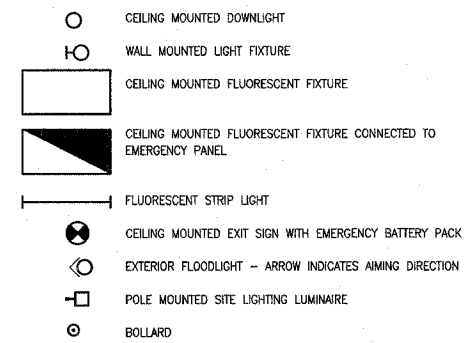 CEILING MOUNTED DOWNLIGHT
WALL MOUNTED LIGHT FIXTURE
CEILING MOUNTED FLUORESCENT FIXTURE
CEILING MOUNTED FLUORESCENT FIXTURE CONNECTED TO
EMERGENCY PANEL
FLUORESCENT STRIP LIGHT
CEILING MOUNTED EXIT SIGN WITH EMERGENCY BATTERY PACK
EXTERIOR FLOODLIGHT – ARROW INDICATES AIMING DIRECTION
POLE MOUNTED SITE LIGHTING LUMINAIRE
BOLLARD